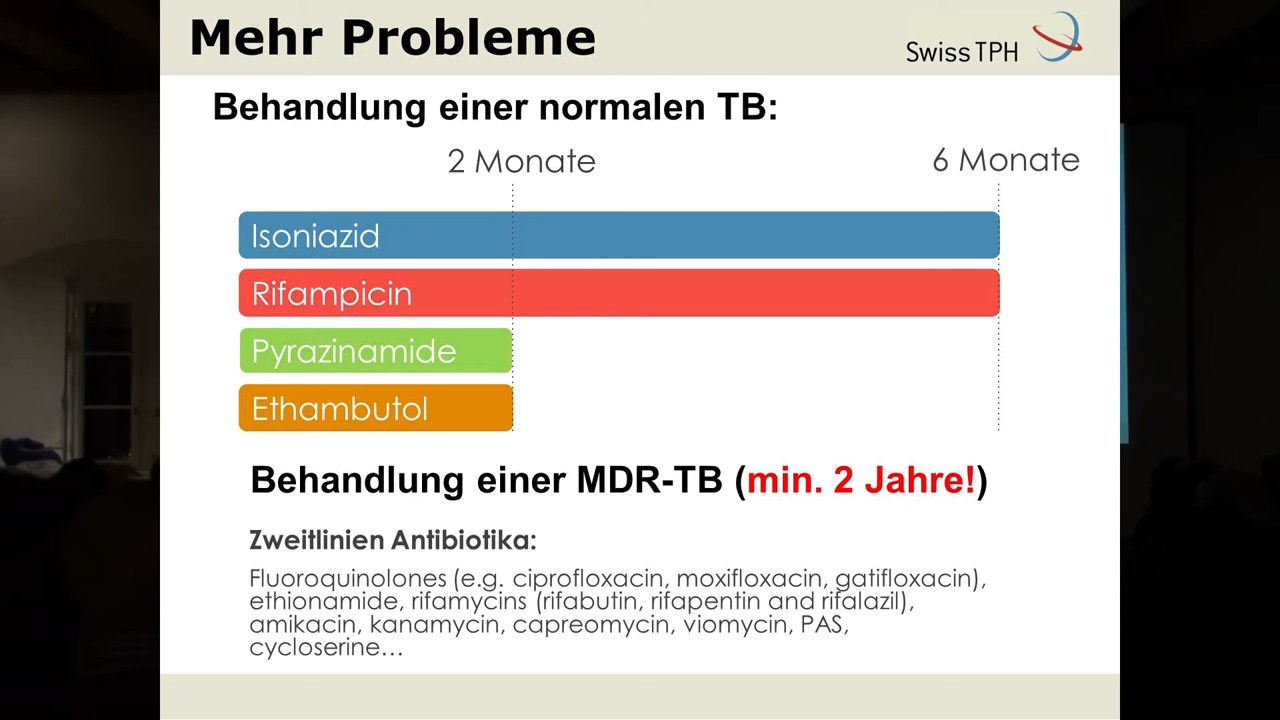 Mehr Probleme
SwissTPH
Behandlung einer normalen TB:
2 Monate
6 Monate
Isoniazid
Rifampicin
Pyrazinamide
Ethambutol
Behandlung einer MDR-TB (min. 2 Jahre!)
Zweitlinien Antibiotika:
Fluoroquinolones (e.g. ciprofloxacin, moxifloxacin, gatifloxacin),
ethionamide, rifamycins (rifabutin, rifapentin and rifalazil),
amikacin, kanamycin, capreomycin, viomycin, PAS,
cycloserine…